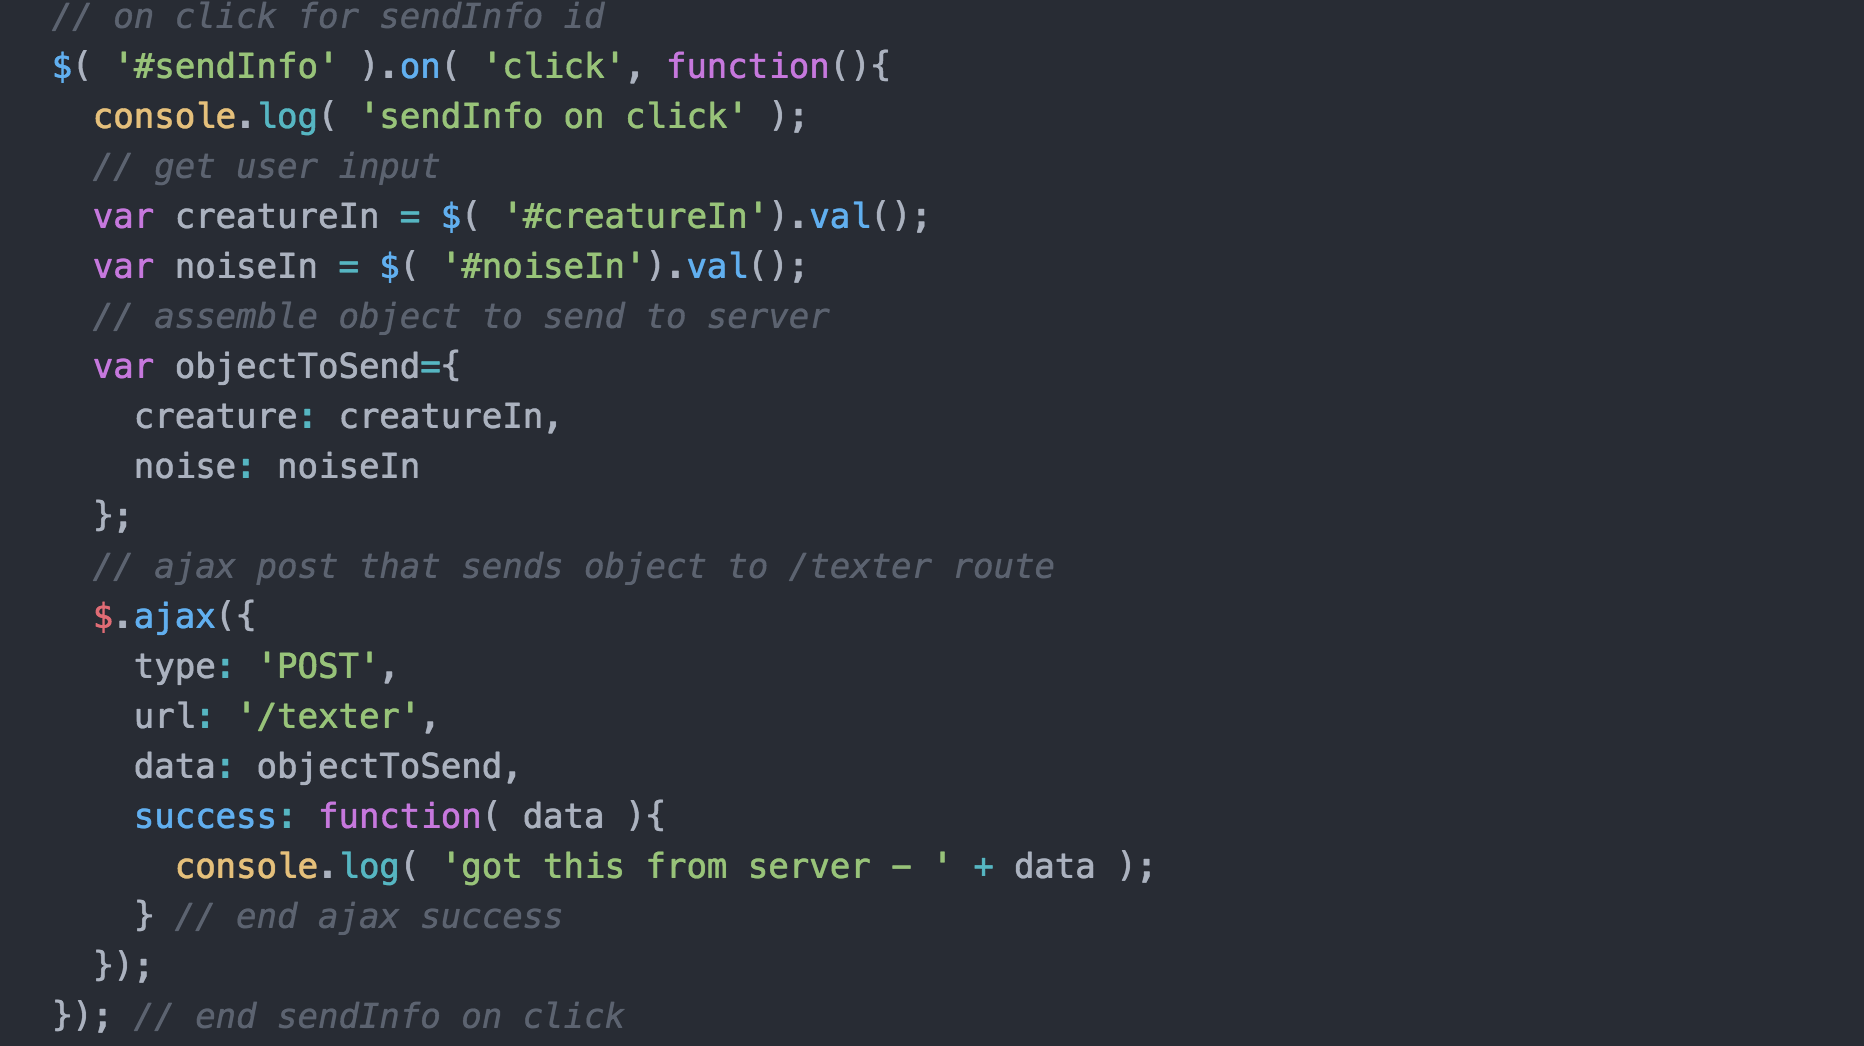 // on click for sendInfo id
$( '#sendInfo' ).on( 'click', function(){
  console.log( 'sendInfo on click' );
  // get user input
  var creatureIn = $( '#creatureIn').val();
  var noiseIn = $( '#noiseIn').val();
  // assemble object to send to server
  var objectToSend={
    creature: creatureIn,
    noise: noiseIn
  };
  // ajax post that sends object to /texter route
  $.ajax({
    type: 'POST',
    url: '/texter',
    data: objectToSend,
    success: function( data ){
      console.log( 'got this from server - ' + data );
    } // end ajax success
  });
}); // end sendInfo on click